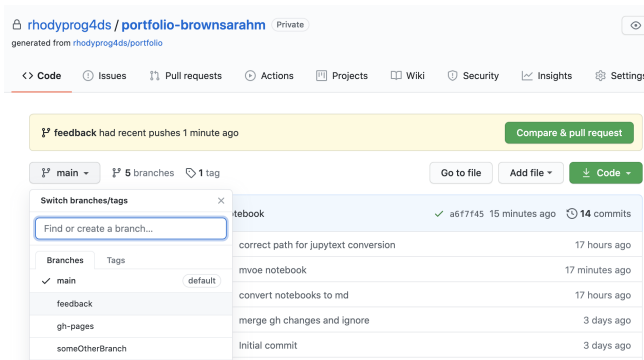 rhodyprog4ds / portfolio-brownsarahm Private
generated from rhodyprog4ds/portfolio
<> Code Issues Pull requests Actions Projects Wiki Security Insights Settings
feedback had recent pushes 1 minute ago Compare & pull request
main 5 branches 1 tag Go to file Add file Code
Switch branches/tags
tebook a6f7f45 15 minutes ago 14 commits
Find or create a branch...
correct path for jupytext conversion 17 hours ago
Branches Tags
mvoe notebook 17 minutes ago
main default
convert notebooks to md 17 hours ago
feedback
merge gh changes and ignore 3 days ago
gh-pages
Initial commit 3 days ago
someOtherBranch